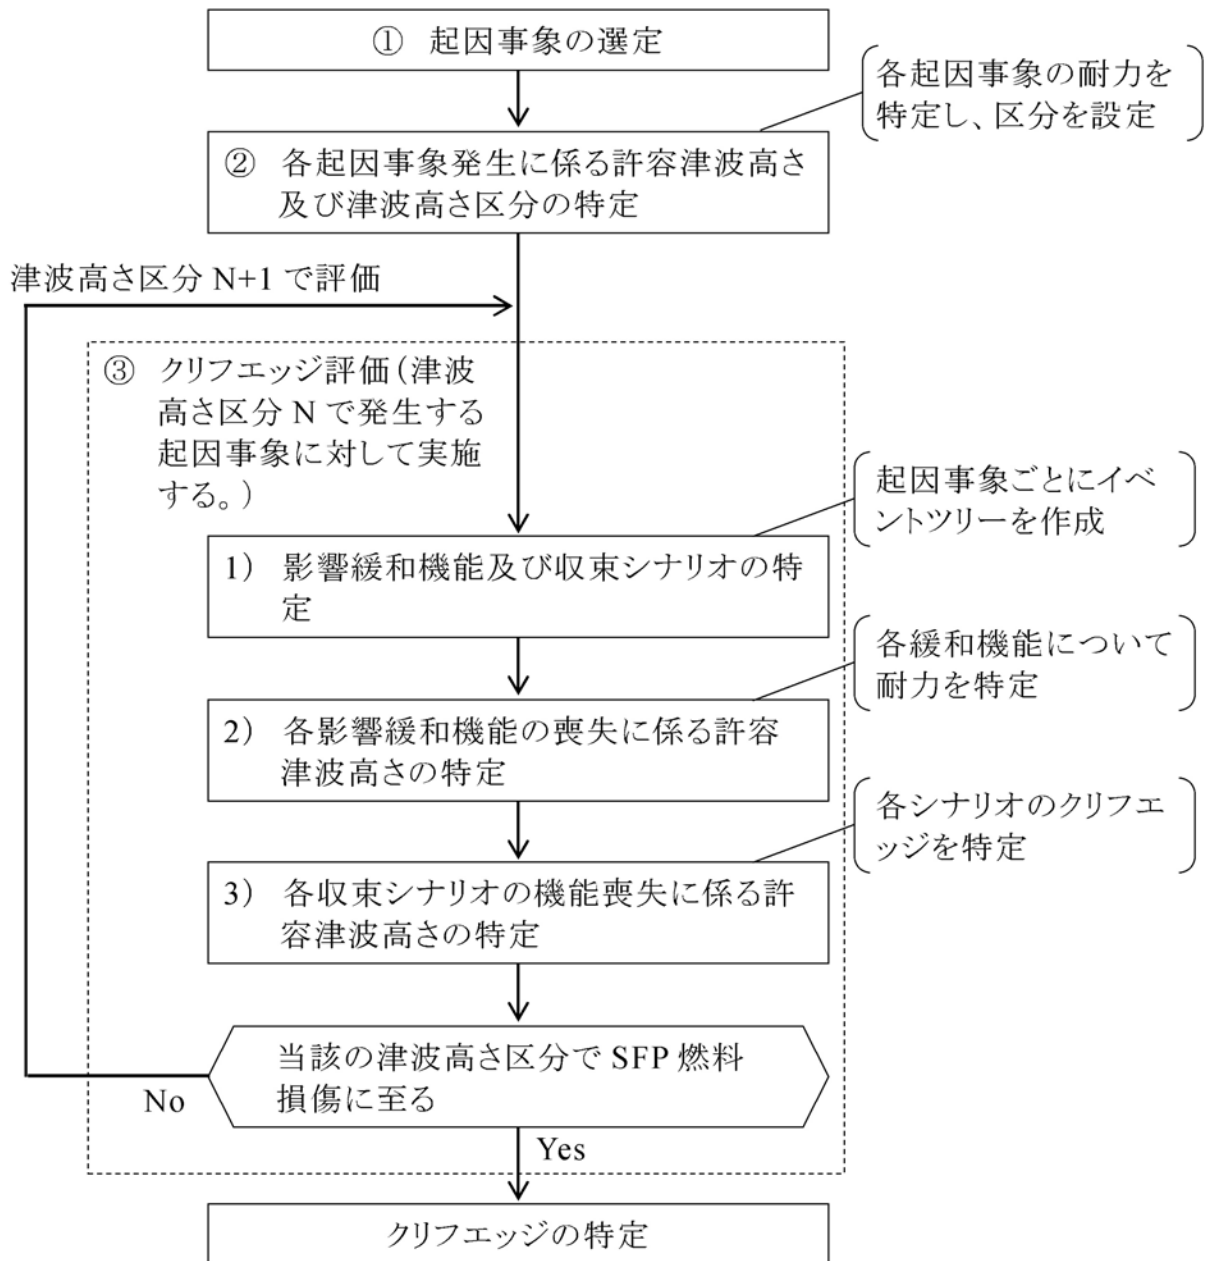 ① 起因事象の選定
各起因事象の耐力を
特定し、区分を設定
② 各起因事象発生に係る許容津波高さ
及び津波高さ区分の特定
津波高さ区分 N+1 で評価
③ クリフエッジ評価(津波
高さ区分 N で発生する
起因事象に対して実施
する。)
起因事象ごとにイベ
ントツリーを作成
1) 影響緩和機能及び収束シナリオの特
定
各緩和機能について
耐力を特定
2) 各影響緩和機能の喪失に係る許容
津波高さの特定
各シナリオのクリフエ
ッジを特定
3) 各収束シナリオの機能喪失に係る許
容津波高さの特定
当該の津波高さ区分で SFP 燃料
損傷に至る
No
Yes
クリフエッジの特定